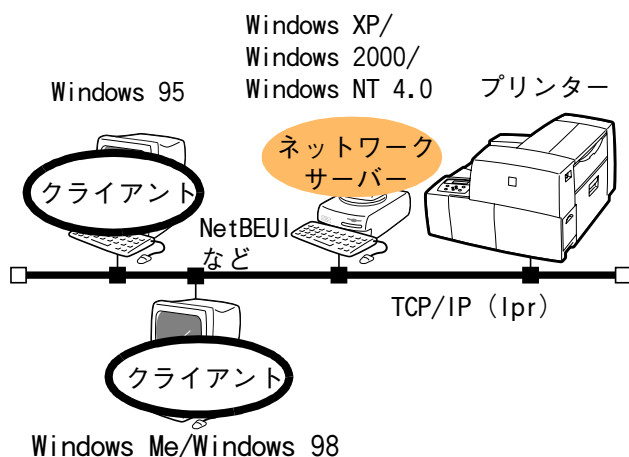 Windows XP/
Windows 2000/
Windows NT 4.0
プリンター
Windows 95
ネットワーク
サーバー
クライアント
NetBEUI
など
TCP/IP（lpr）
クライアント
Windows Me/Windows 98